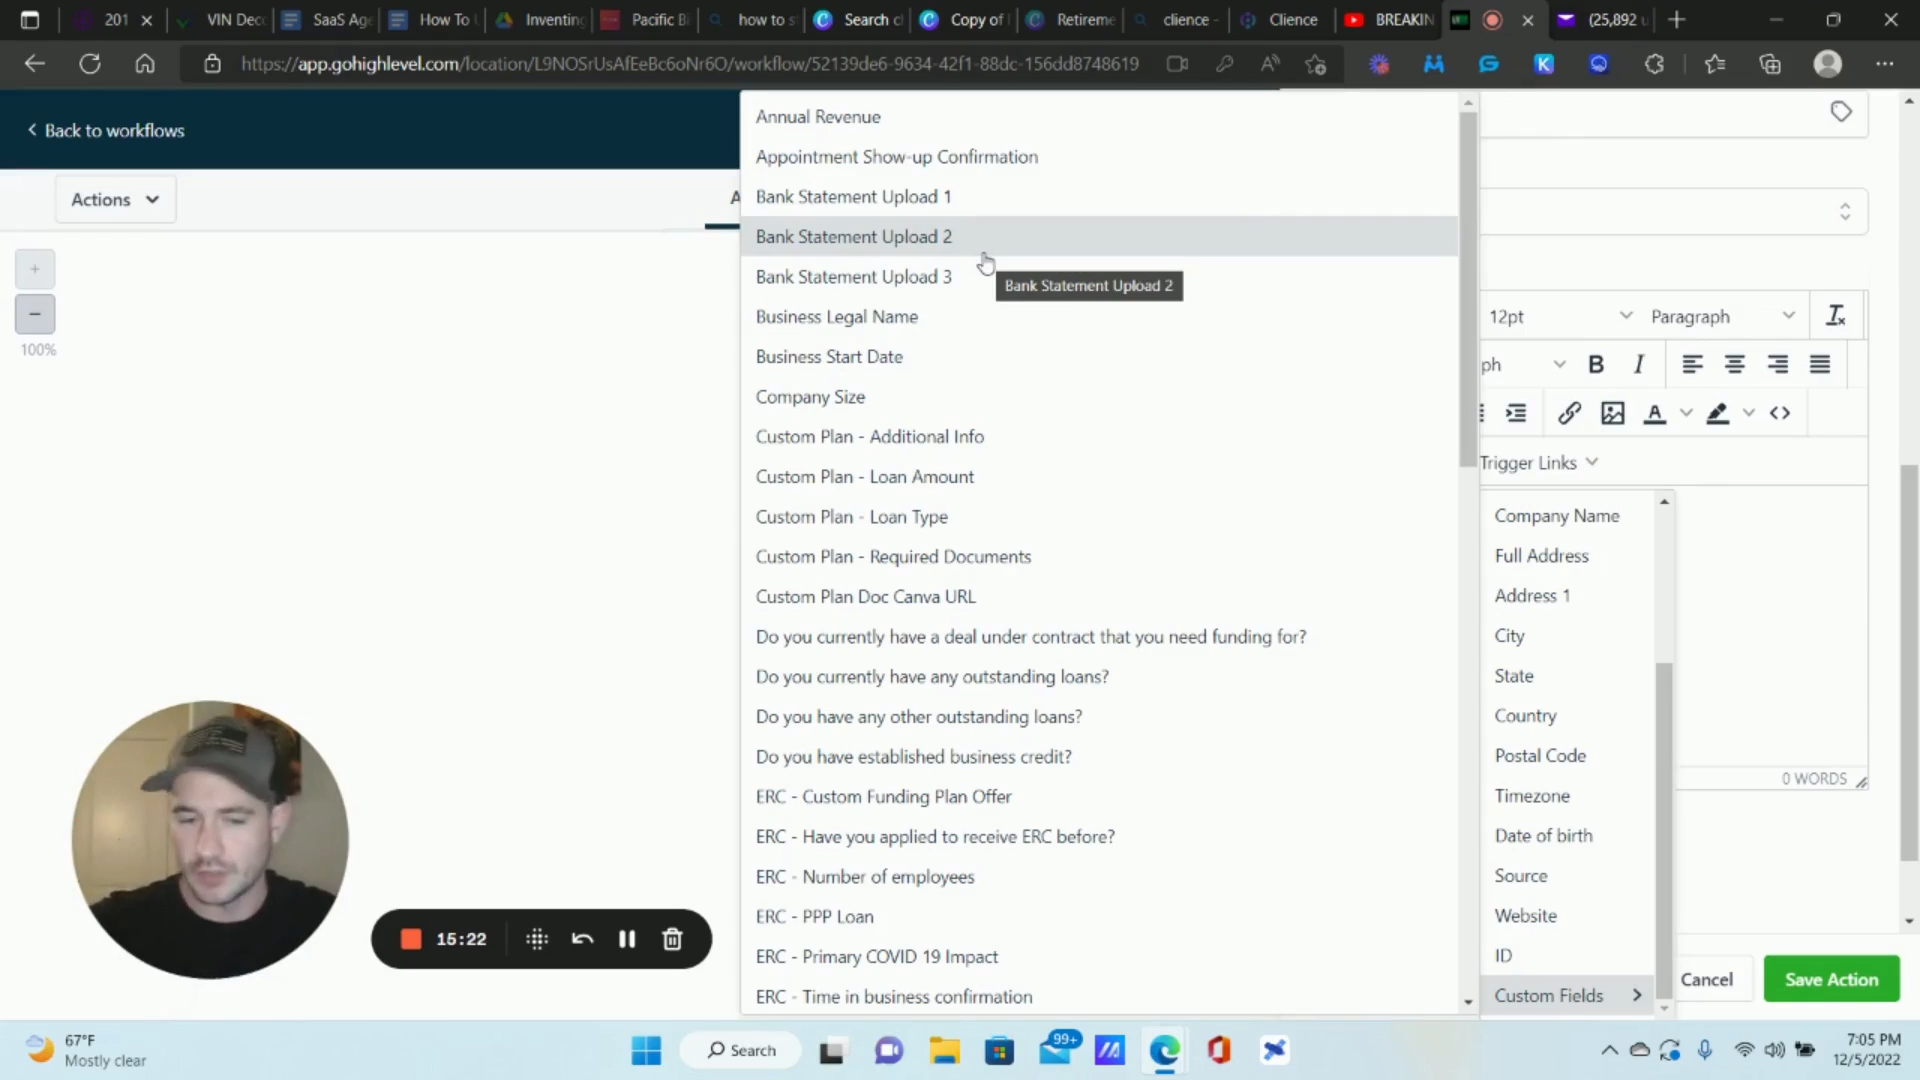 201
VIN Dec
SaaS Age
How To
Inventing
Pacific B
how to s
Search c
Copy of
Retireme
clience -
Clience
BREAKIN
(25,892 u
https://app.gohighlevel.com/location/L9NOSrUsAfEeBc6oNr6O/workflow/52139de6-9634-42f1-88dc-156dd8748619
Back to workflows
Actions
100%
Annual Revenue
Appointment Show-up Confirmation
Bank Statement Upload 1
Bank Statement Upload 2
Bank Statement Upload 3
Bank Statement Upload 2
Business Legal Name
Business Start Date
Company Size
Custom Plan - Additional Info
Custom Plan - Loan Amount
Custom Plan - Loan Type
Custom Plan - Required Documents
Custom Plan Doc Canva URL
Do you currently have a deal under contract that you need funding for?
Do you currently have any outstanding loans?
Do you have any other outstanding loans?
Do you have established business credit?
ERC - Custom Funding Plan Offer
ERC - Have you applied to receive ERC before?
ERC - Number of employees
ERC - PPP Loan
ERC - Primary COVID 19 Impact
ERC - Time in business confirmation
12pt
Paragraph
ph
B I
A
Trigger Links
Company Name
Full Address
Address 1
City
State
Country
Postal Code
Timezone
Date of birth
Source
Website
ID
Custom Fields
0 WORDS
Cancel
Save Action
15:22
67°F
Mostly clear
Search
99+
7:05 PM
12/5/2022